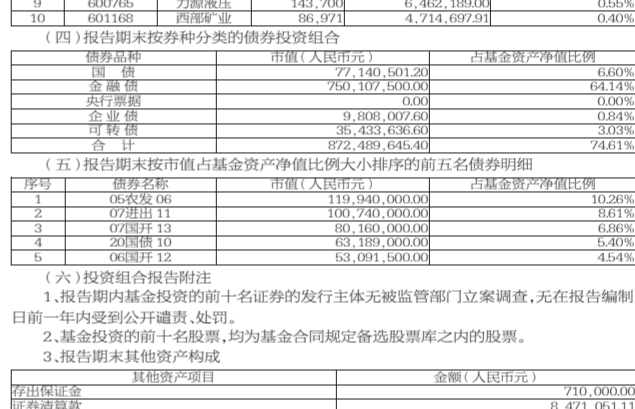 9 600765 力源液压 143,700 6,462,189.00 0.55%
10 601168 西部矿业 86,971 4,714,697.91 0.40%
(四)报告期末按券种分类的债券投资组合
债券品种 市值(人民币元) 占基金资产净值比例
国 债 77,140,501.20 6.60%
金融债 750,107,500.00 64.14%
央行票据 0.00 0.00%
企业债 9,808,007.60 0.84%
可转债 35,433,636.60 3.03%
合 计 872,489,645.40 74.61%
(五)报告期末按市值占基金资产净值比例大小排序的前五名债券明细
序号 债券名称 市值(人民币元) 占基金资产净值比例
1 05农发06 119,940,000.00 10.26%
2 07进出11 100,740,000.00 8.61%
3 07国开13 80,160,000.00 6.86%
4 20国债10 63,189,000.00 5.40%
5 06国开12 53,091,500.00 4.54%
(六)投资组合报告附注
1、报告期内基金投资的前十名证券的发行主体无被监管部门立案调查,无在报告编制
日前一年内受到公开谴责、处罚。
2、基金投资的前十名股票,均为基金合同规定备选股票库之内的股票。
3、报告期末其他资产构成
其他资产项目 金额(人民币元)
存出保证金 710,000.00
证券清算款 8,471,051.11